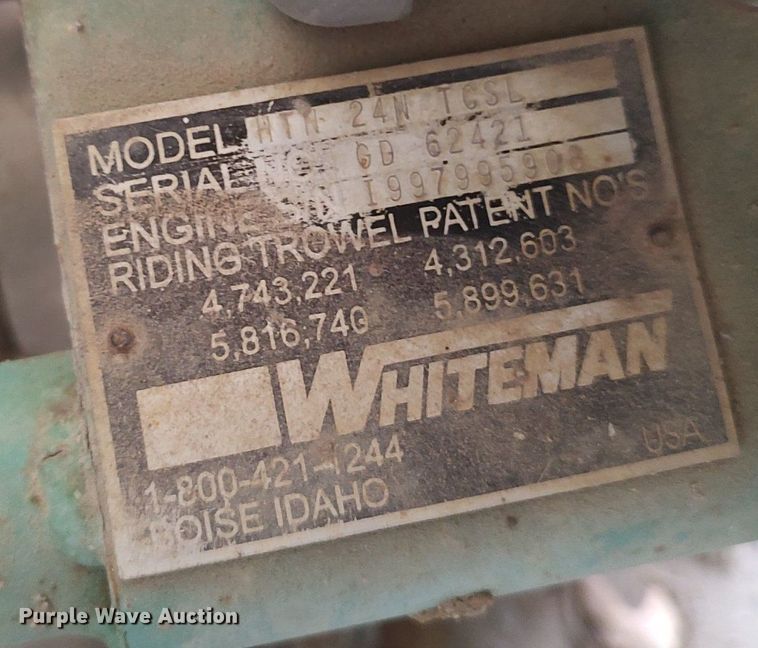 MODEL HTM 24N TCSL
SERIAL GD 62421
ENGINE I997995908
RIDING TROWEL PATENT NO'S
4,743,221 4,312,603
5,816,740 5,899,631
WHITEMAN
1-800-421-1244
BOISE IDAHO
USA
Purple Wave Auction